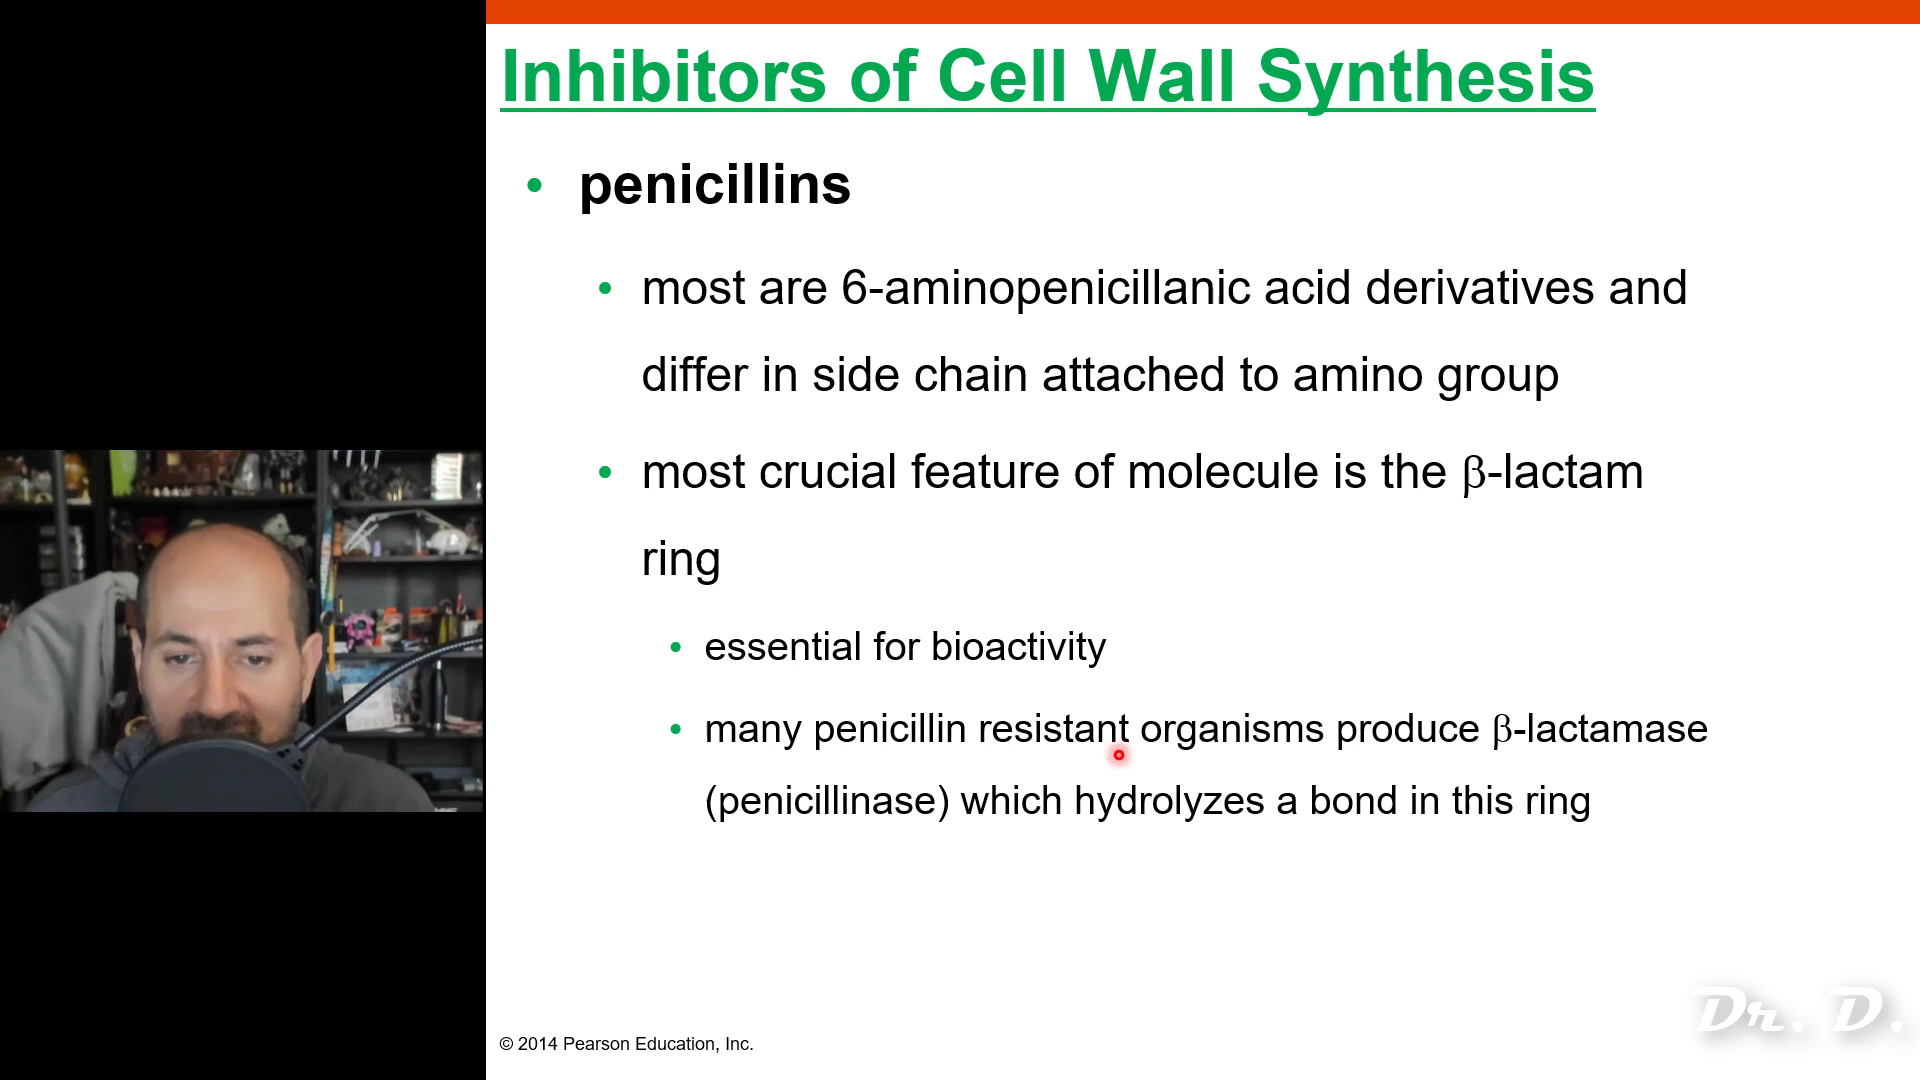 Inhibitors of Cell Wall Synthesis
• penicillins
• most are 6-aminopenicillanic acid derivatives and
differ in side chain attached to amino group
• most crucial feature of molecule is the β-lactam
ring
• essential for bioactivity
• many penicillin resistant organisms produce β-lactamase
(penicillinase) which hydrolyzes a bond in this ring
Dr. D.
© 2014 Pearson Education, Inc.